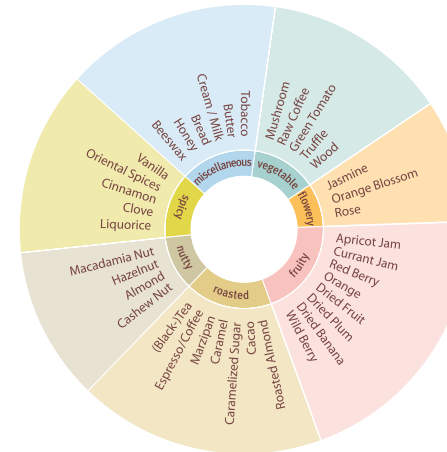 miscellaneous
Beeswax
Honey
Bread
Cream / Milk
Butter
Tobacco
vegetable
Mushroom
Raw Coffee
Green Tomato
Truffle
Wood
flowery
Jasmine
Orange Blossom
Rose
fruity
Apricot Jam
Currant Jam
Red Berry
Orange
Dried Fruit
Dried Plum
Dried Banana
Wild Berry
roasted
(Black-)Tea
Espresso/Coffee
Marzipan
Caramel
Caramelized Sugar
Cacao
Roasted Almond
nutty
Macadamia Nut
Hazelnut
Almond
Cashew Nut
spicy
Vanilla
Oriental Spices
Cinnamon
Clove
Liquorice